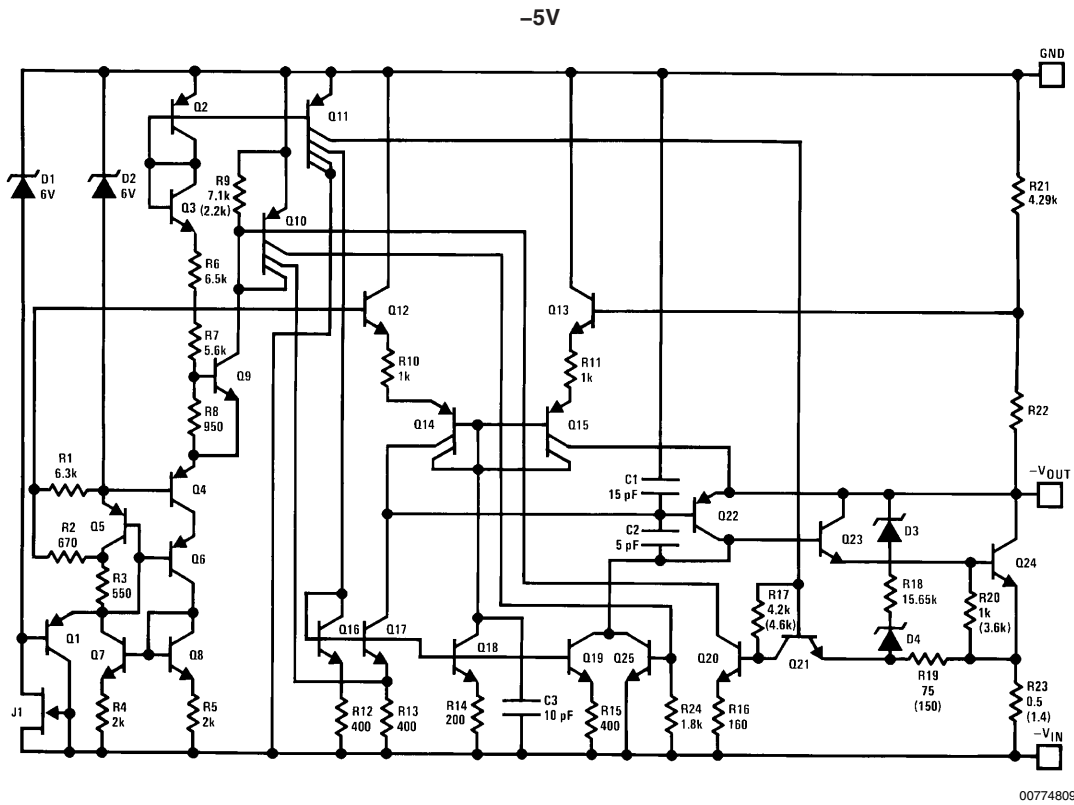 −5V
GND
Q2
Q11
D1
6V
D2
6V
R9
7.1k
(2.2k)
Q3
Q10
R21
4.29k
R6
6.5k
Q12
Q13
R7
5.6k
R10
1k
R11
1k
Q9
R8
950
R22
Q14
Q15
R1
6.3k
Q4
C1
15 pF
−VOUT
Q5
Q22
Q23
D3
R2
670
Q6
C2
5 pF
Q24
R3
550
R17
4.2k
(4.6k)
R18
15.65k
R20
1k
(3.6k)
Q1
Q7
Q8
Q16
Q17
Q18
Q19
Q25
Q20
Q21
D4
R19
75
(150)
J1
R4
2k
R5
2k
R12
400
R13
400
R14
200
C3
10 pF
R15
400
R24
1.8k
R16
160
R23
0.5
(1.4)
−VIN
00774809